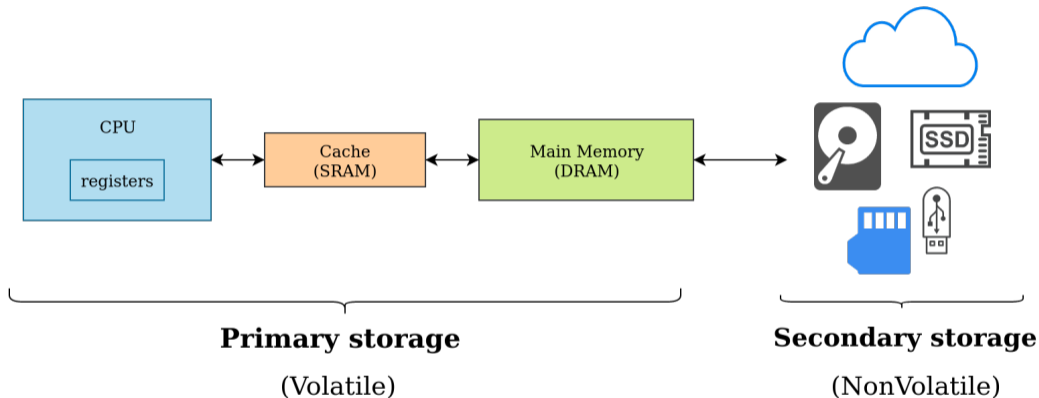 CPU
registers
Cache
(SRAM)
Main Memory
(DRAM)
SSD
Primary storage
(Volatile)
Secondary storage
(NonVolatile)